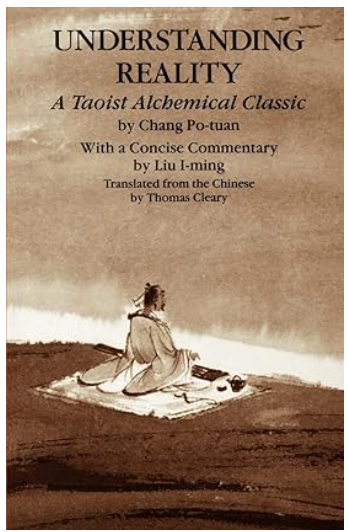 UNDERSTANDING
REALITY
A Taoist Alchemical Classic
by Chang Po-tuan
With a Concise Commentary
by Liu I-ming
Translated from the Chinese
by Thomas Cleary